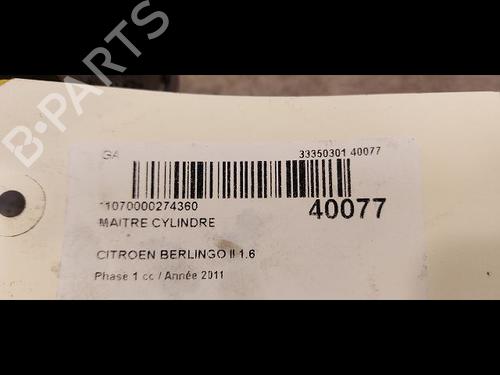 B-PARTS
GA 33350301 40077
11070000274360 40077
MAITRE CYLINDRE
CITROEN BERLINGO II 1.6
Phase 1 cc / Année 2011